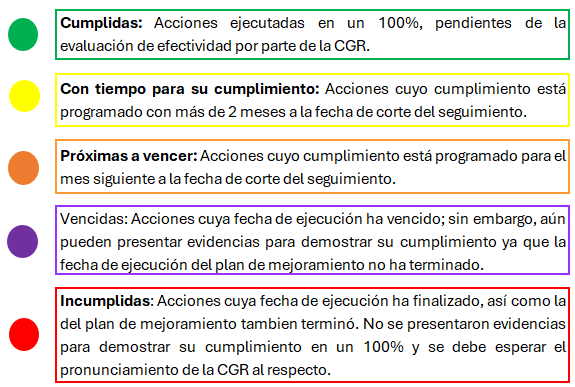 Cumplidas: Acciones ejecutadas en un 100%, pendientes de la
evaluación de efectividad por parte de la CGR.
Con tiempo para su cumplimiento: Acciones cuyo cumplimiento está
programado con más de 2 meses a la fecha de corte del seguimiento.
Próximas a vencer: Acciones cuyo cumplimiento está programado para el
mes siguiente a la fecha de corte del seguimiento.
Vencidas: Acciones cuya fecha de ejecución ha vencido; sin embargo, aún
pueden presentar evidencias para demostrar su cumplimiento ya que la
fecha de ejecución del plan de mejoramiento no ha terminado.
Incumplidas: Acciones cuya fecha de ejecución ha finalizado, así como la
del plan de mejoramiento tambien terminó. No se presentaron evidencias
para demostrar su cumplimiento en un 100% y se debe esperar el
pronunciamiento de la CGR al respecto.